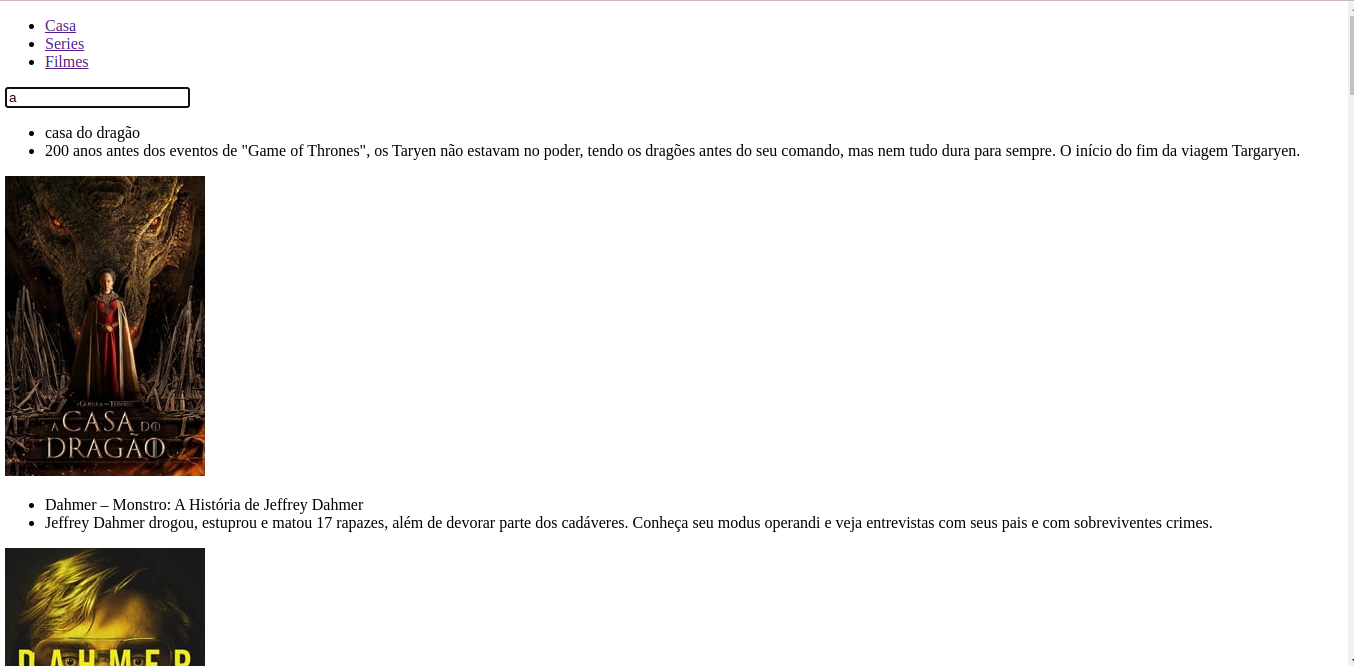 Casa
Series
Filmes
a
casa do dragão
200 anos antes dos eventos de "Game of Thrones", os Taryen não estavam no poder, tendo os dragões antes do seu comando, mas nem tudo dura para sempre. O início do fim da viagem Targaryen.
A CASA DO
DRAGÃO
Dahmer – Monstro: A História de Jeffrey Dahmer
Jeffrey Dahmer drogou, estuprou e matou 17 rapazes, além de devorar parte dos cadáveres. Conheça seu modus operandi e veja entrevistas com seus pais e com sobreviventes crimes.
DAHMER